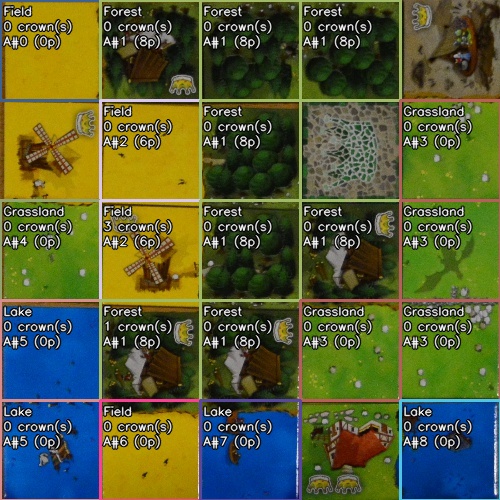 Field
0 crown(s)
A#0 (0p)
Forest
0 crown(s)
A#1 (8p)
Forest
0 crown(s)
A#1 (8p)
Forest
0 crown(s)
A#1 (8p)
Field
0 crown(s)
A#2 (6p)
Forest
0 crown(s)
A#1 (8p)
Grassland
0 crown(s)
A#3 (0p)
Grassland
0 crown(s)
A#4 (0p)
Field
3 crown(s)
A#2 (6p)
Forest
0 crown(s)
A#1 (8p)
Forest
0 crown(s)
A#1 (8p)
Grassland
0 crown(s)
A#3 (0p)
Lake
0 crown(s)
A#5 (0p)
Forest
1 crown(s)
A#1 (8p)
Forest
0 crown(s)
A#1 (8p)
Grassland
0 crown(s)
A#3 (0p)
Grassland
0 crown(s)
A#3 (0p)
Lake
0 crown(s)
A#5 (0p)
Field
0 crown(s)
A#6 (0p)
Lake
0 crown(s)
A#7 (0p)
Lake
0 crown(s)
A#8 (0p)